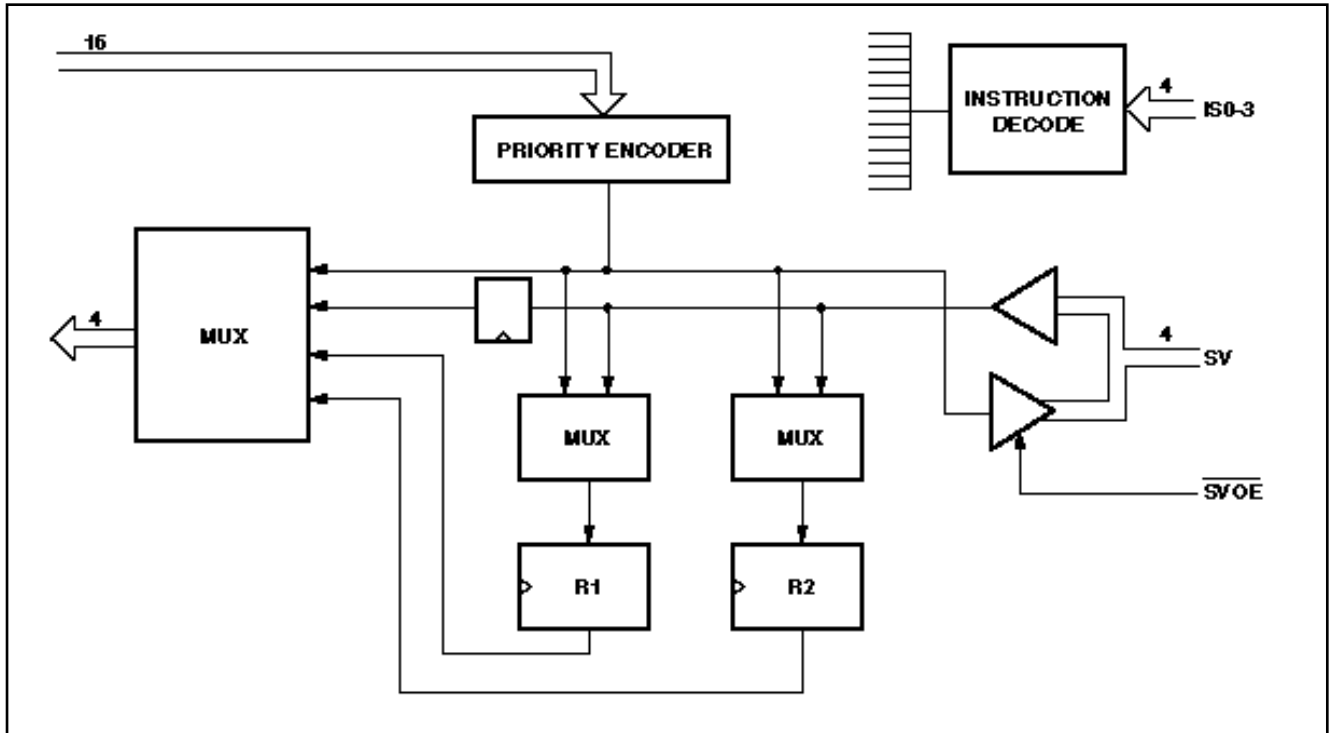 16
PRIORITY ENCODER
INSTRUCTION
DECODE
4
IS0-3
MUX
4
4
SV
MUX
MUX
SVOE
R1
R2